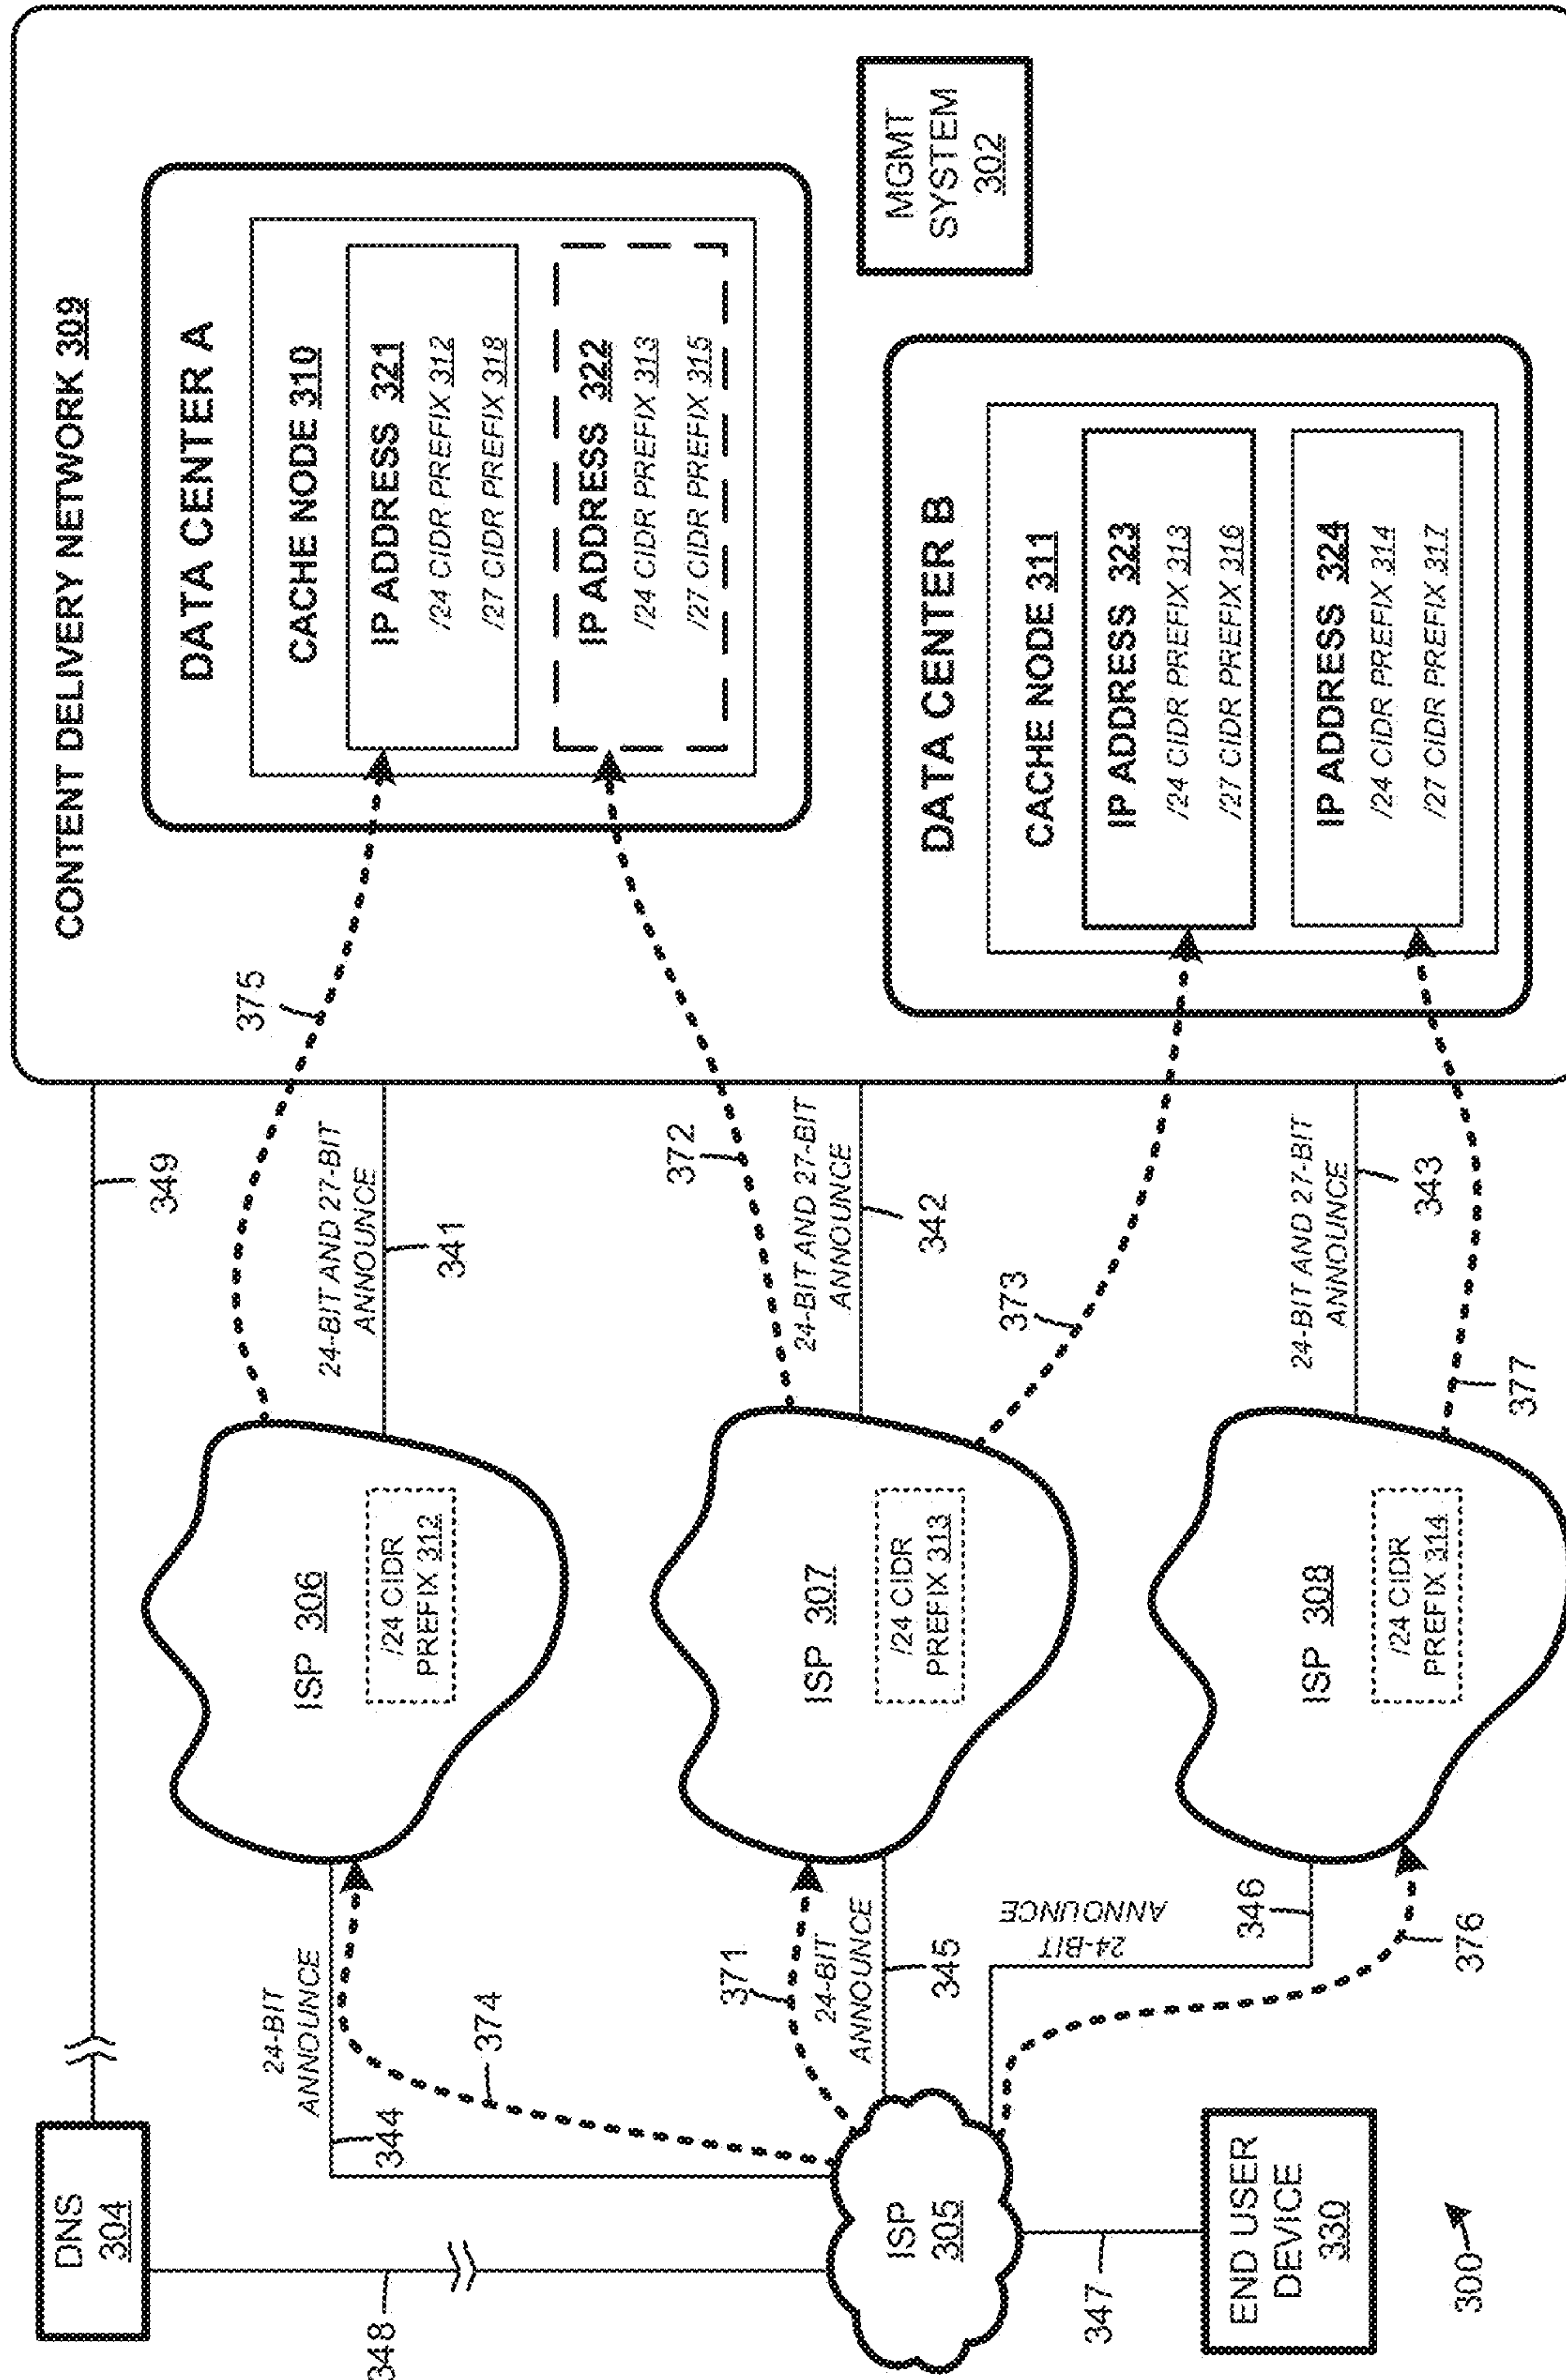 CONTENT DELIVERY NETWORK 309
DATA CENTER A
CACHE NODE 310
IP ADDRESS 321
/24 CIDR PREFIX 312
/27 CIDR PREFIX 318
IP ADDRESS 322
/24 CIDR PREFIX 313
/27 CIDR PREFIX 315
MGMT
SYSTEM
302
DATA CENTER B
CACHE NODE 311
IP ADDRESS 323
/24 CIDR PREFIX 313
/27 CIDR PREFIX 316
IP ADDRESS 324
/24 CIDR PREFIX 314
/27 CIDR PREFIX 317
349
375
24-BIT AND 27-BIT
ANNOUNCE
341
372
24-BIT AND 27-BIT
ANNOUNCE
342
373
24-BIT AND 27-BIT
ANNOUNCE
343
377
ISP 306
/24 CIDR
PREFIX 312
ISP 307
/24 CIDR
PREFIX 313
ISP 308
/24 CIDR
PREFIX 314
24-BIT
ANNOUNCE
344
374
371
24-BIT
ANNOUNCE
345
24-BIT
ANNOUNCE
346
376
DNS
304
348
ISP
305
347
END USER
DEVICE
330
300